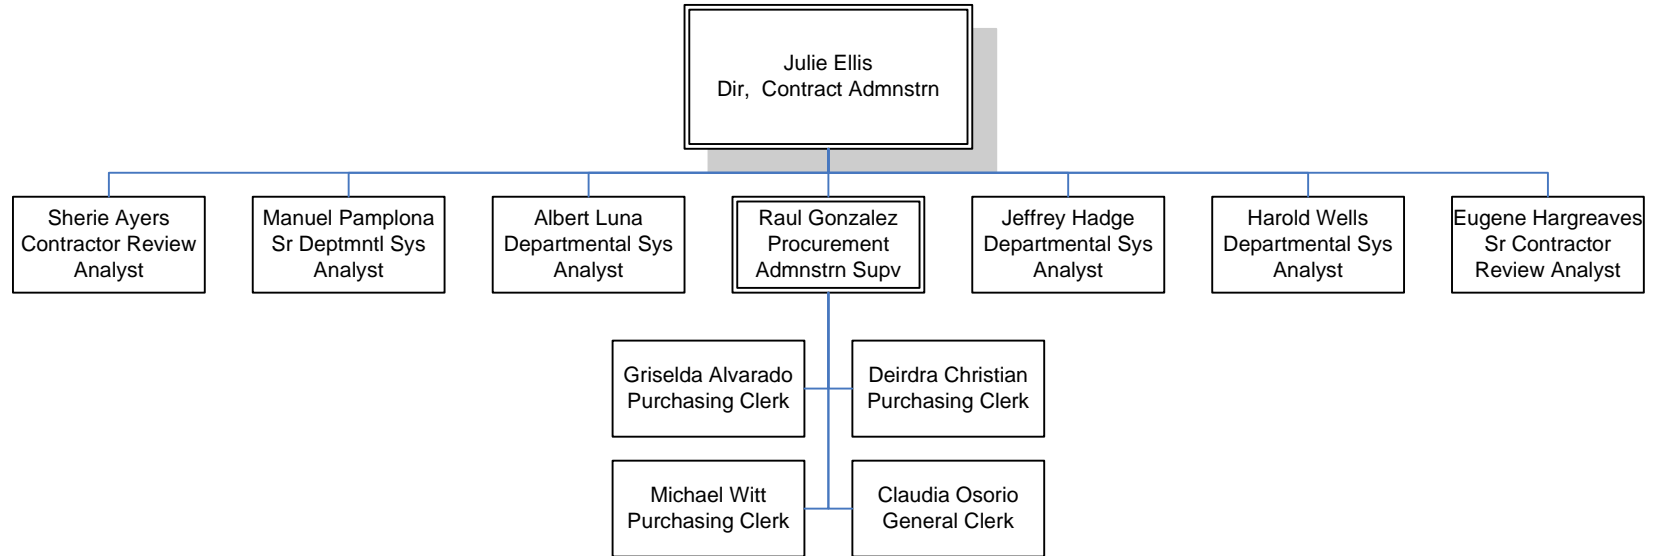 Julie Ellis
Dir, Contract Admnstrn
Sherie Ayers
Contractor Review
Analyst
Manuel Pamplona
Sr Deptmntl Sys
Analyst
Albert Luna
Departmental Sys
Analyst
Raul Gonzalez
Procurement
Admnstrn Supv
Jeffrey Hadge
Departmental Sys
Analyst
Harold Wells
Departmental Sys
Analyst
Eugene Hargreaves
Sr Contractor
Review Analyst
Griselda Alvarado
Purchasing Clerk
Deirdra Christian
Purchasing Clerk
Michael Witt
Purchasing Clerk
Claudia Osorio
General Clerk